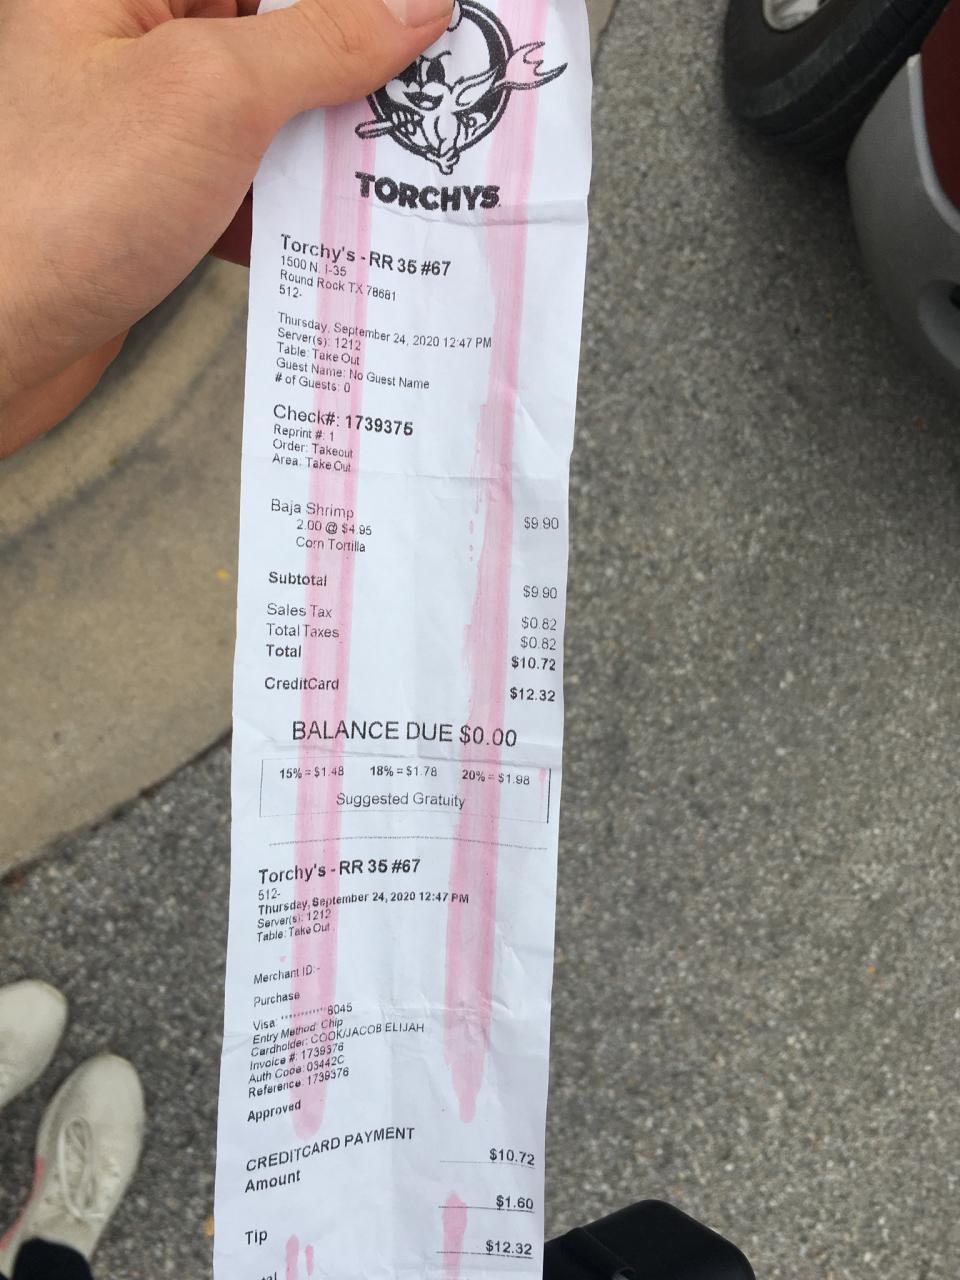 TORCHYS
Torchy's - RR 35 #67
1500 N. I-35
Round Rock TX 78681
512-
Thursday, September 24, 2020 12:47 PM
Server(s): 1212
Table: Take Out
Guest Name: No Guest Name
# of Guests: 0
Check#: 1739375
Reprint #: 1
Order: Takeout
Area: Take Out
Baja Shrimp $9.90
2.00 @ $4.95
Corn Tortilla
Subtotal $9.90
Sales Tax $0.82
Total Taxes $0.82
Total $10.72
CreditCard $12.32
BALANCE DUE $0.00
15% = $1.48 18% = $1.78 20% = $1.98
Suggested Gratuity
Torchy's - RR 35 #67
512-
Thursday, September 24, 2020 12:47 PM
Server(s): 1212
Table: Take Out
Merchant ID:-
Purchase
Visa: ************8045
Entry Method: Chip
Cardholder: COOK/JACOB ELIJAH
Invoice #: 1739376
Auth Code: 03442C
Reference: 1739376
Approved
CREDITCARD PAYMENT
Amount $10.72
Tip $1.60
$12.32